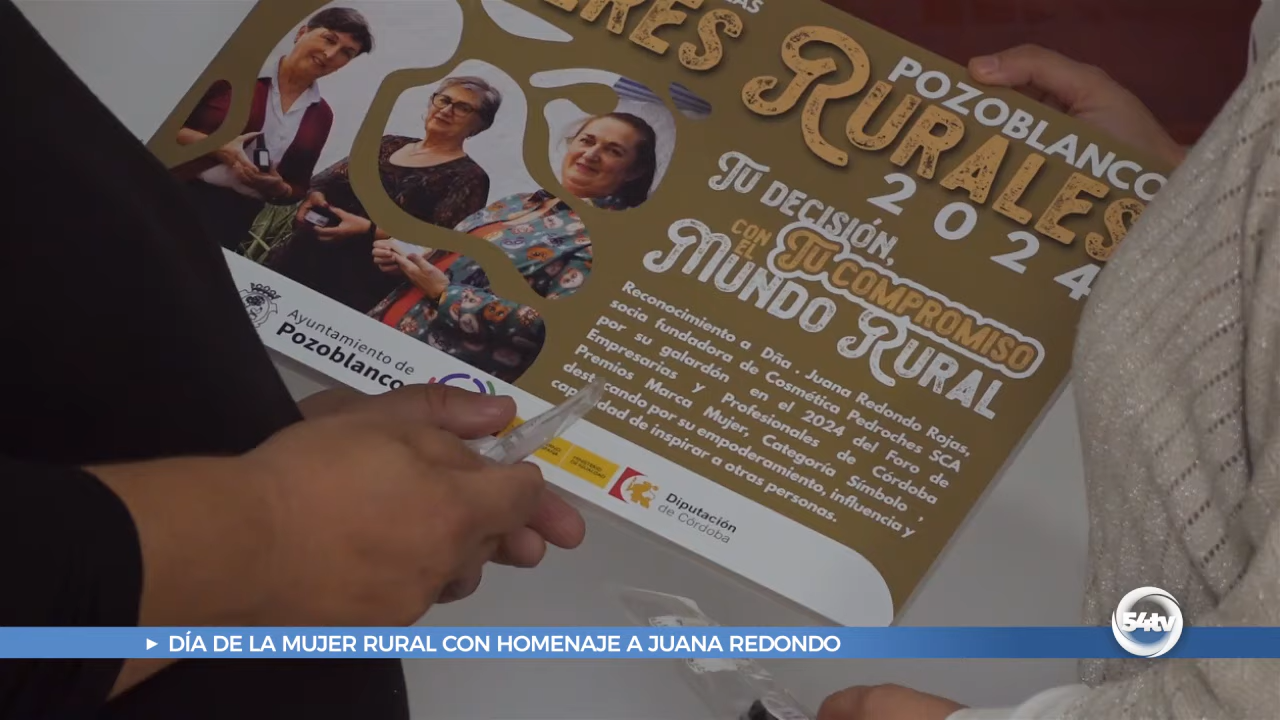 RURALES
POZOBLANCO
2024
TU DECISIÓN,
CON EL TU COMPROMISO
MUNDO RURAL
Reconocimiento a Dña . Juana Redondo Rojas,
socia fundadora de Cosmética Pedroches SCA
por su galardón en el 2024 del Foro de
Empresarias y Profesionales de Córdoba
Premios Marca Mujer, Categoría Símbolo ,
destacando por su empoderamiento, influencia y
capacidad de inspirar a otras personas.
Ayuntamiento de
Pozoblanco
Diputación
de Córdoba
DÍA DE LA MUJER RURAL CON HOMENAJE A JUANA REDONDO
54tv